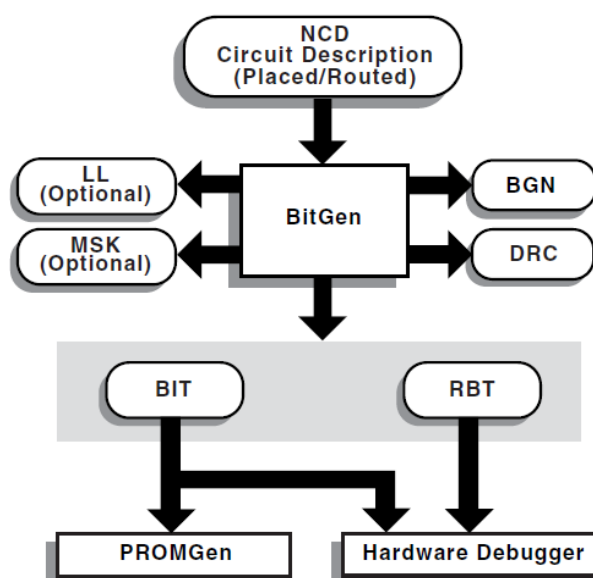 NCD
Circuit Description
(Placed/Routed)
LL
(Optional)
BitGen
BGN
MSK
(Optional)
DRC
BIT
RBT
PROMGen
Hardware Debugger